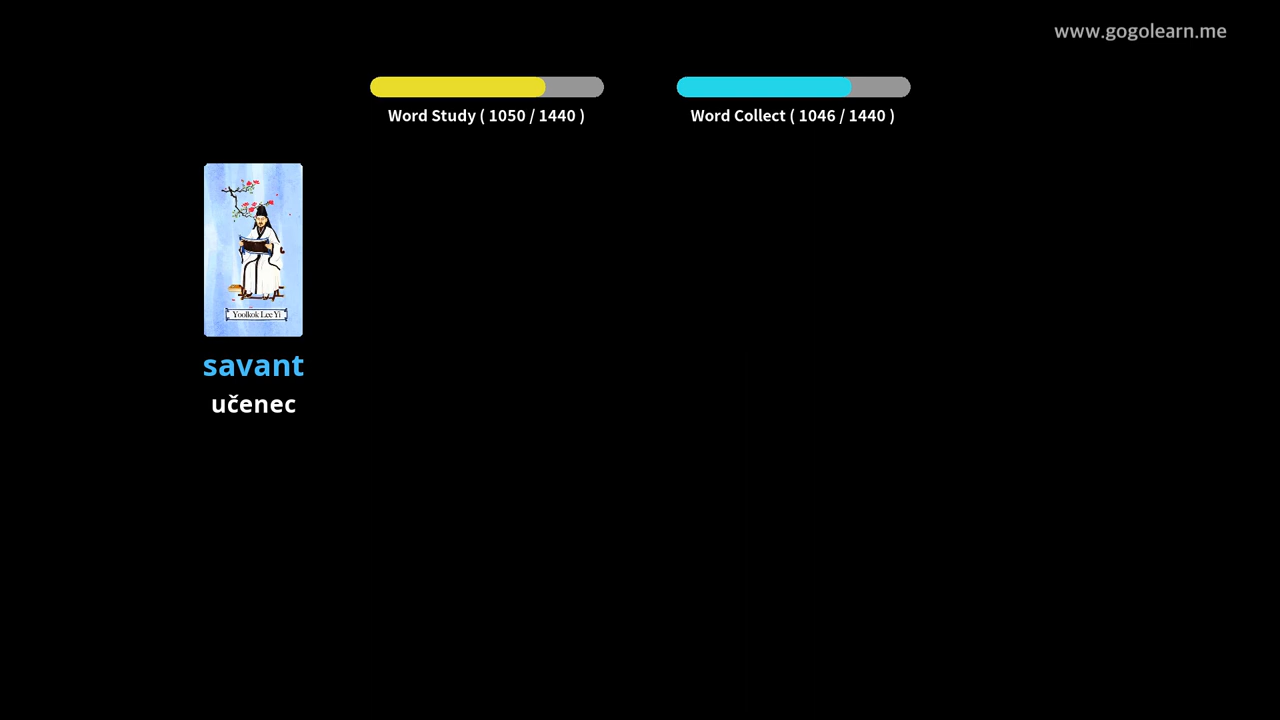 www.gogolearn.me
Word Study ( 1050 / 1440 )
Word Collect ( 1046 / 1440 )
Yoolkok Lee Yi
savant
učenec